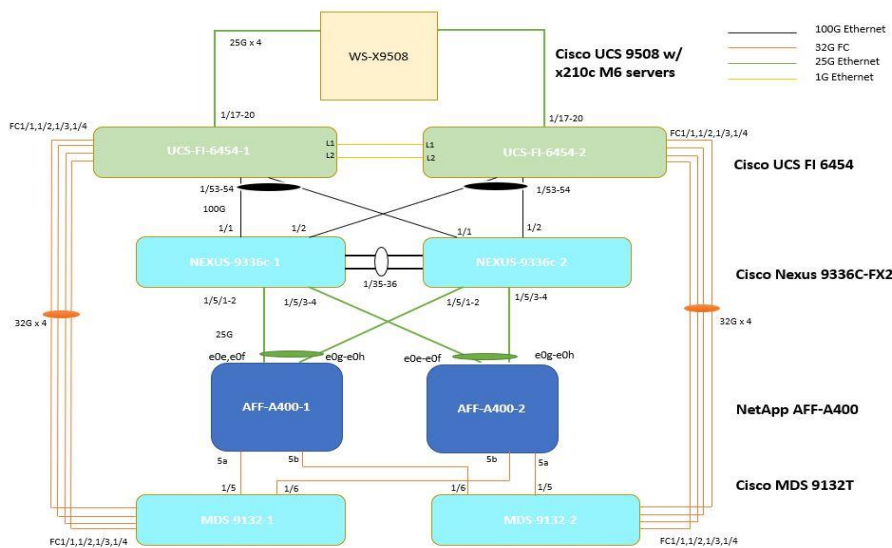 100G Ethernet
32G FC
25G Ethernet
1G Ethernet
25G x 4
WS-X9508
Cisco UCS 9508 w/
x210c M6 servers
1/17-20
1/17-20
FC1/1,1/2,1/3,1/4
FC1/1,1/2,1/3,1/4
UCS-FI-6454-1
L1
L2
L1
L2
UCS-FI-6454-2
Cisco UCS FI 6454
1/53-54
1/53-54
100G
1/1
1/2
1/1
1/2
NEXUS-9336c-1
NEXUS-9336c-2
Cisco Nexus 9336C-FX2
1/35-36
1/5/1-2
1/5/3-4
1/5/1-2
1/5/3-4
32G x 4
32G x 4
25G
e0e,e0f
e0g-e0h
e0e-e0f
e0g-e0h
AFF-A400-1
AFF-A400-2
NetApp AFF-A400
5a
5b
5b
5a
1/5
1/6
1/6
1/5
Cisco MDS 9132T
MDS-9132-1
MDS-9132-2
FC1/1,1/2,1/3,1/4
FC1/1,1/2,1/3,1/4